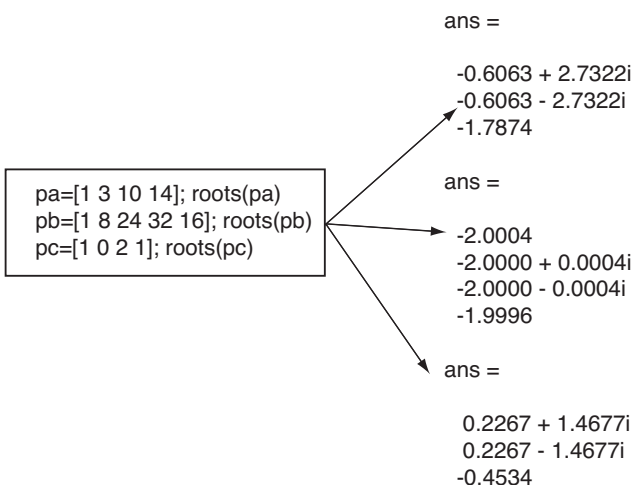 pa=[1 3 10 14]; roots(pa)
pb=[1 8 24 32 16]; roots(pb)
pc=[1 0 2 1]; roots(pc)
ans =
-0.6063 + 2.7322i
-0.6063 - 2.7322i
-1.7874
ans =
-2.0004
-2.0000 + 0.0004i
-2.0000 - 0.0004i
-1.9996
ans =
0.2267 + 1.4677i
0.2267 - 1.4677i
-0.4534